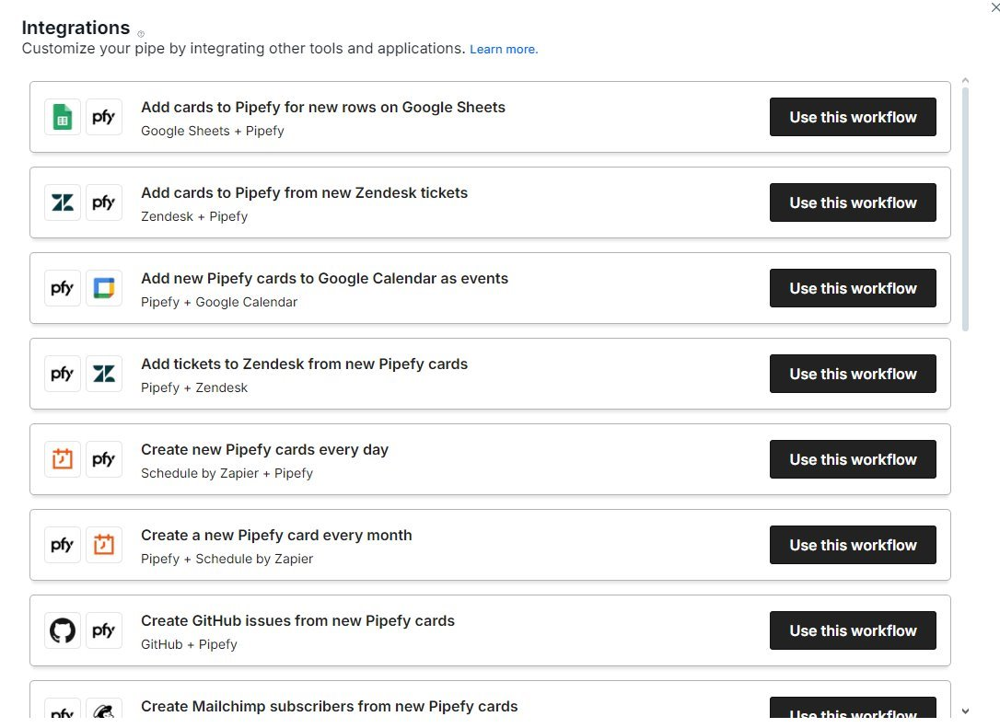 Integrations
Customize your pipe by integrating other tools and applications. Learn more.
pfy
Add cards to Pipefy for new rows on Google Sheets
Google Sheets + Pipefy
Use this workflow
pfy
Add cards to Pipefy from new Zendesk tickets
Zendesk + Pipefy
Use this workflow
pfy
Add new Pipefy cards to Google Calendar as events
Pipefy + Google Calendar
Use this workflow
pfy
Add tickets to Zendesk from new Pipefy cards
Pipefy + Zendesk
Use this workflow
pfy
Create new Pipefy cards every day
Schedule by Zapier + Pipefy
Use this workflow
pfy
Create a new Pipefy card every month
Pipefy + Schedule by Zapier
Use this workflow
pfy
Create GitHub issues from new Pipefy cards
GitHub + Pipefy
Use this workflow
pfy
Create Mailchimp subscribers from new Pipefy cards
Use this workflow